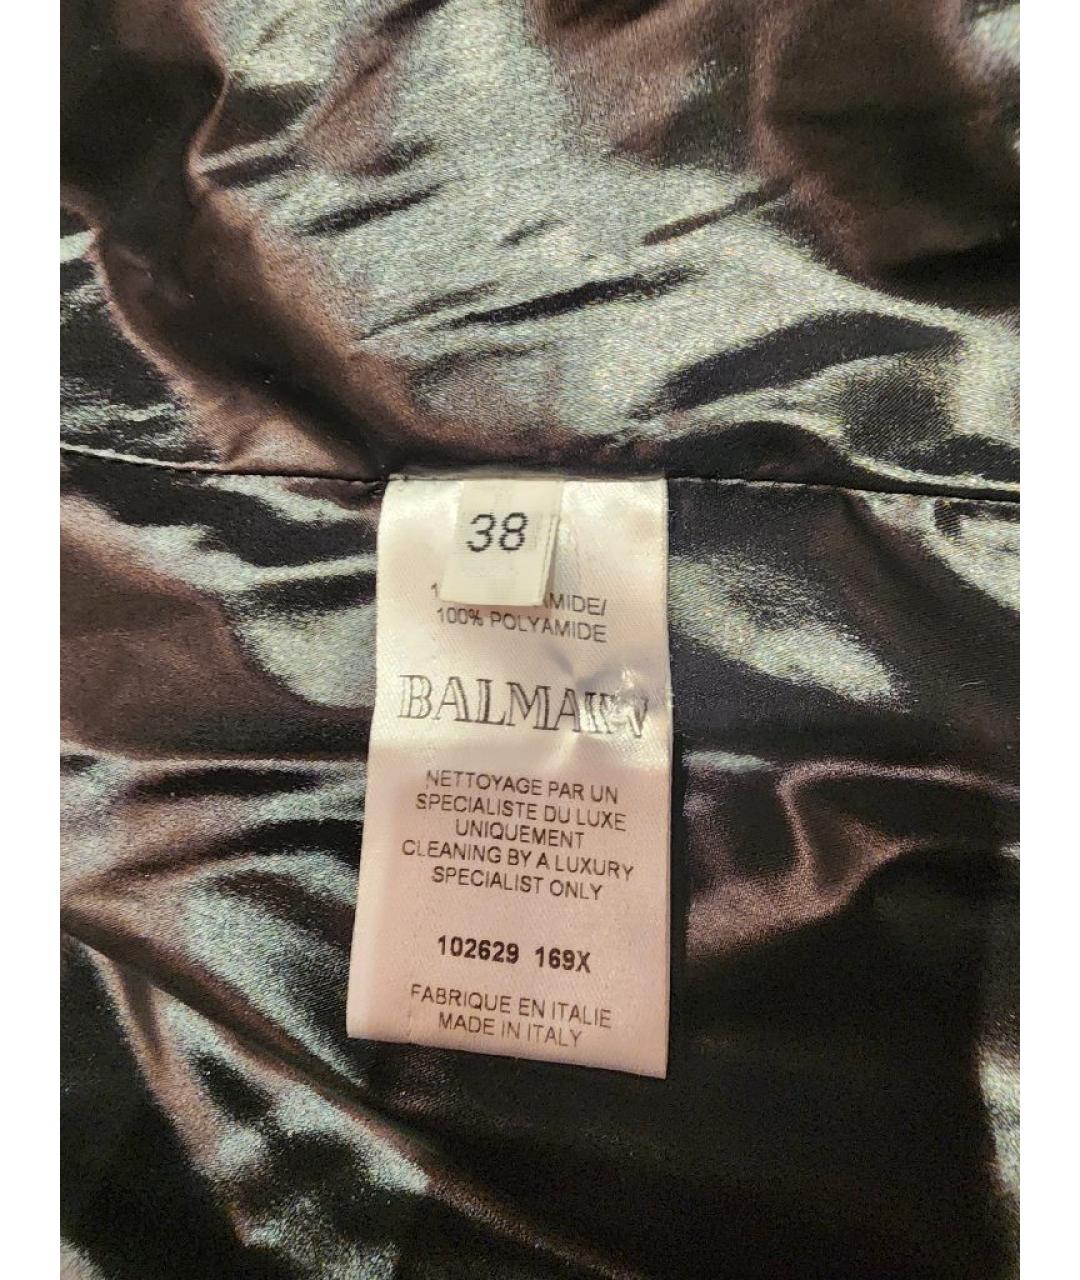 38
MIDE/
100% POLYAMIDE
BALMAIN
NETTOYAGE PAR UN
SPECIALISTE DU LUXE
UNIQUEMENT
CLEANING BY A LUXURY
SPECIALIST ONLY
102629 169X
FABRIQUE EN ITALIE
MADE IN ITALY